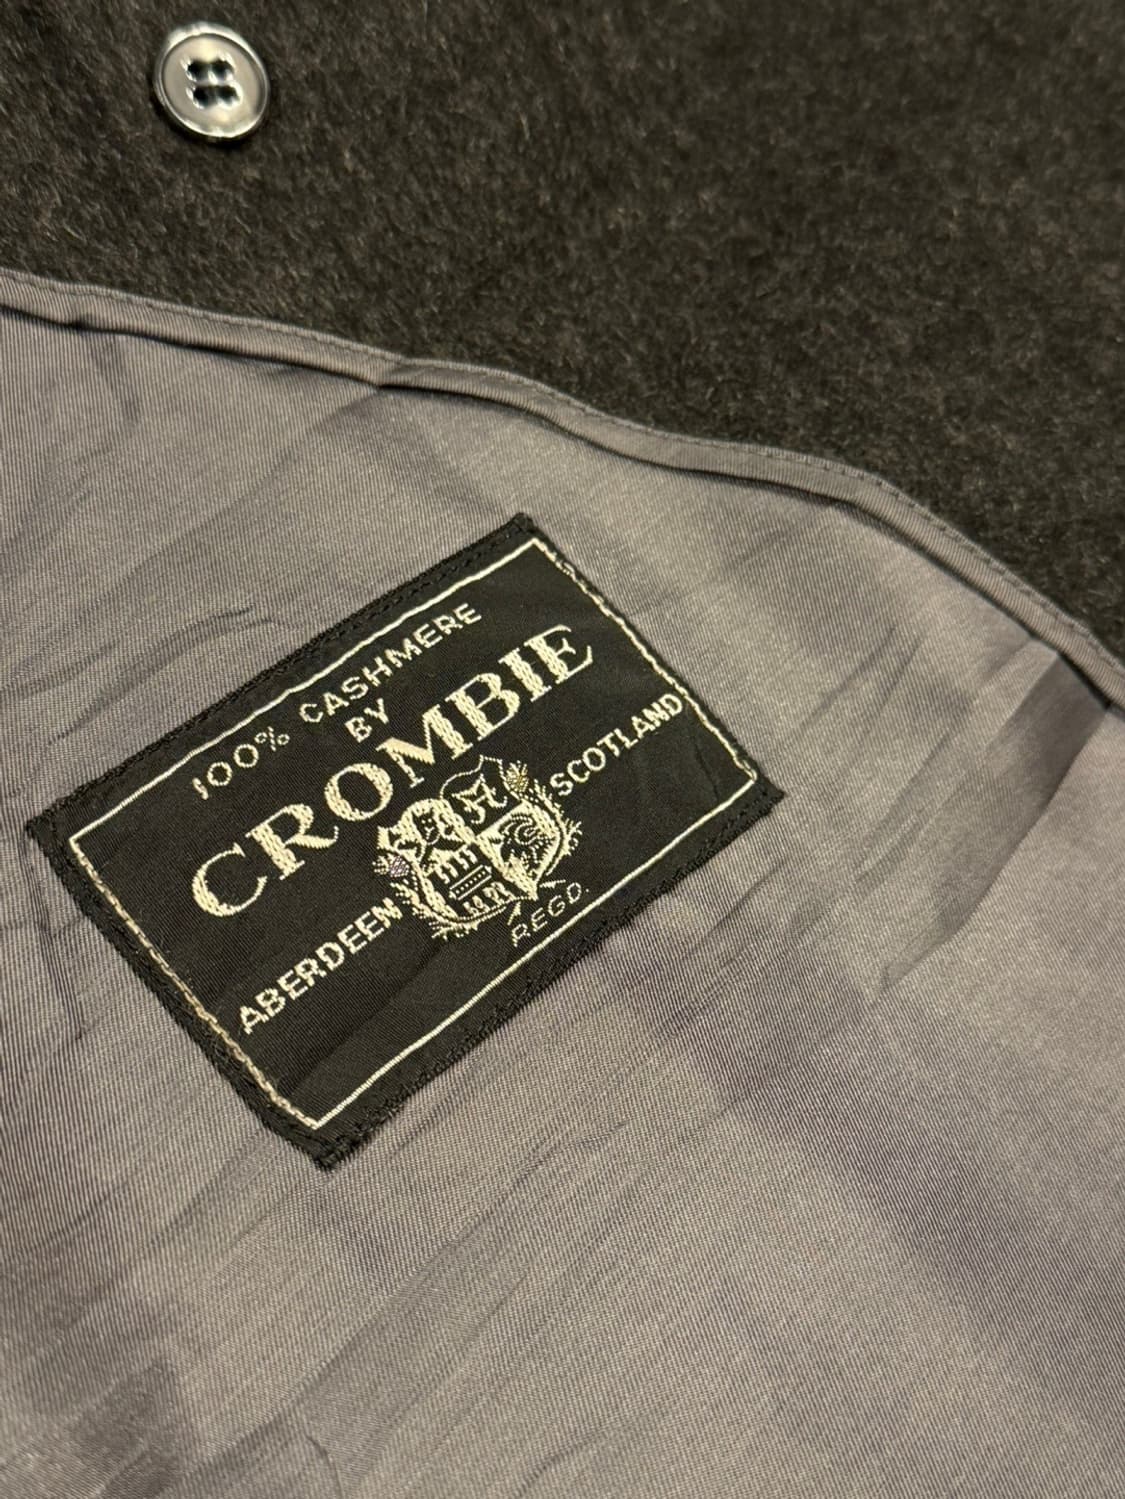 100% CASHMERE
BY
CROMBIE
ABERDEEN SCOTLAND
REGD.